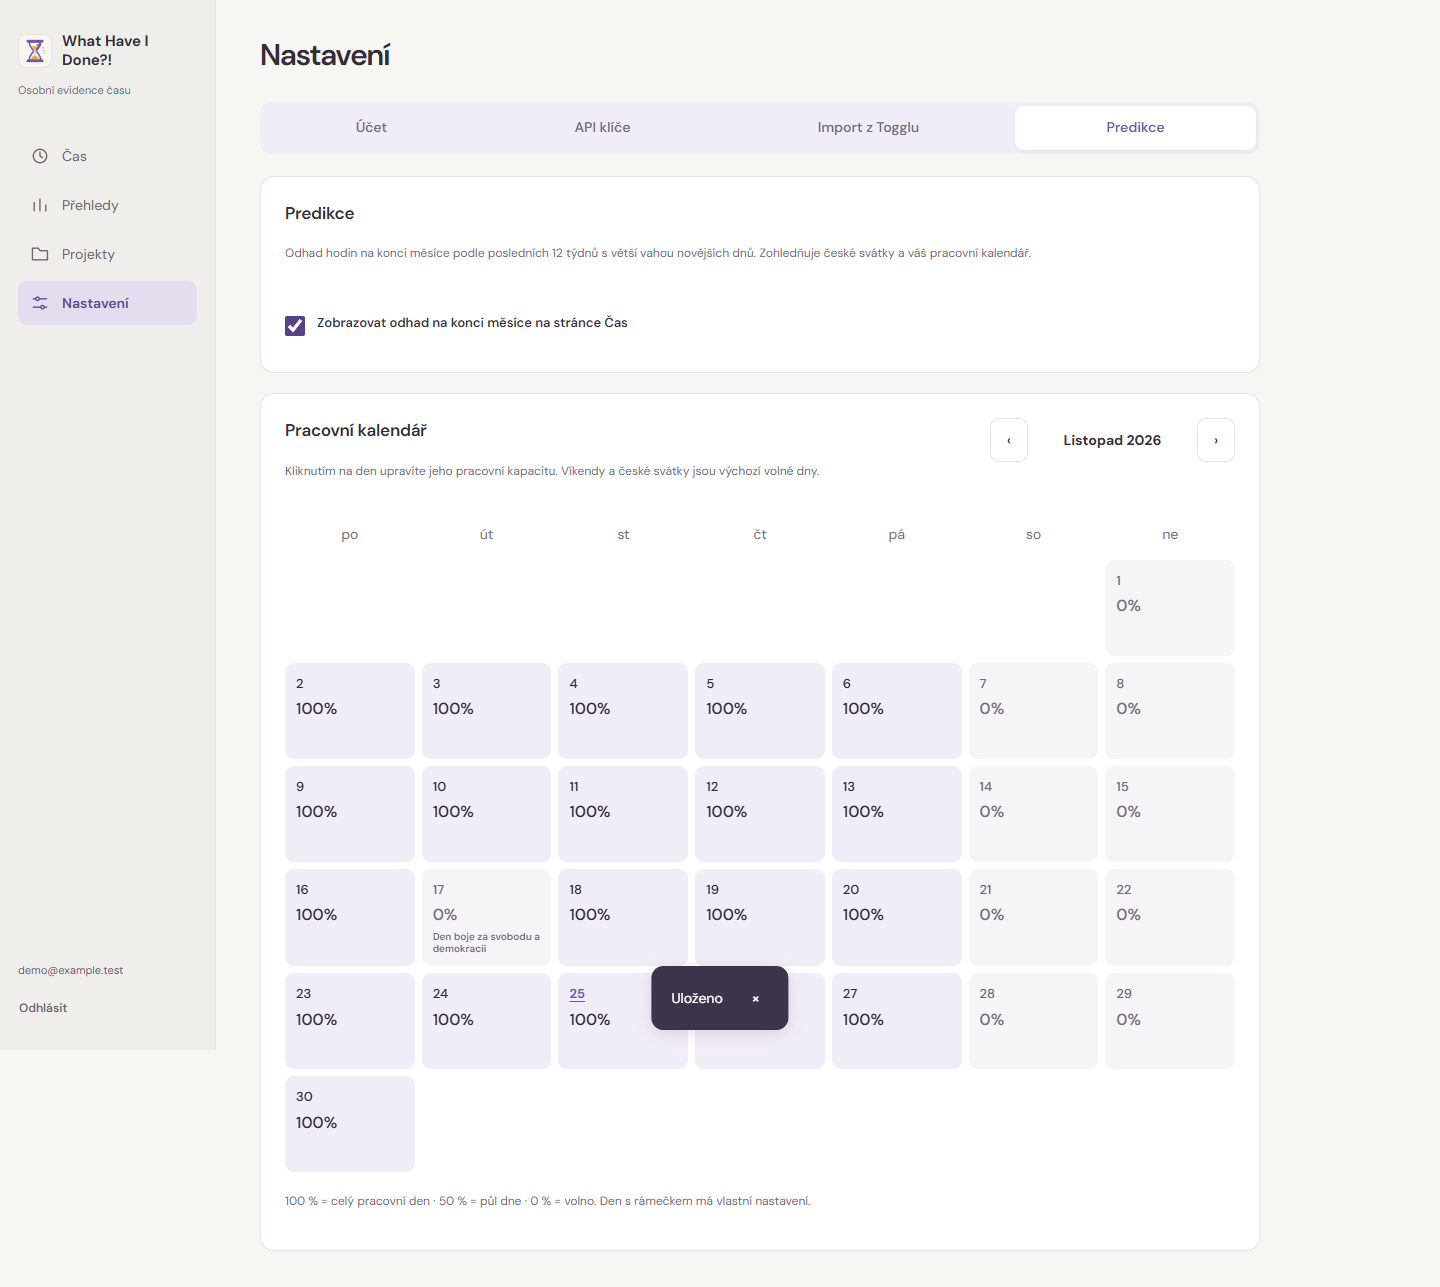 What Have I
Done?!
Osobní evidence času
Čas
Přehledy
Projekty
Nastavení
demo@example.test
Odhlásit
Nastavení
Účet
API klíče
Import z Togglu
Predikce
Predikce
Odhad hodin na konci měsíce podle posledních 12 týdnů s větší vahou novějších dnů. Zohledňuje české svátky a váš pracovní kalendář.
Zobrazovat odhad na konci měsíce na stránce Čas
Pracovní kalendář
Kliknutím na den upravíte jeho pracovní kapacitu. Víkendy a české svátky jsou výchozí volné dny.
‹
Listopad 2026
›
po út st čt pá so ne
1
0%
2 3 4 5 6 7 8
100% 100% 100% 100% 100% 0% 0%
9 10 11 12 13 14 15
100% 100% 100% 100% 100% 0% 0%
16 17 18 19 20 21 22
100% 0% 100% 100% 100% 0% 0%
Den boje za svobodu a
demokracii
23 24 25 27 28 29
100% 100% 100% 100% 0% 0%
Uloženo ×
30
100%
100 % = celý pracovní den · 50 % = půl dne · 0 % = volno. Den s rámečkem má vlastní nastavení.